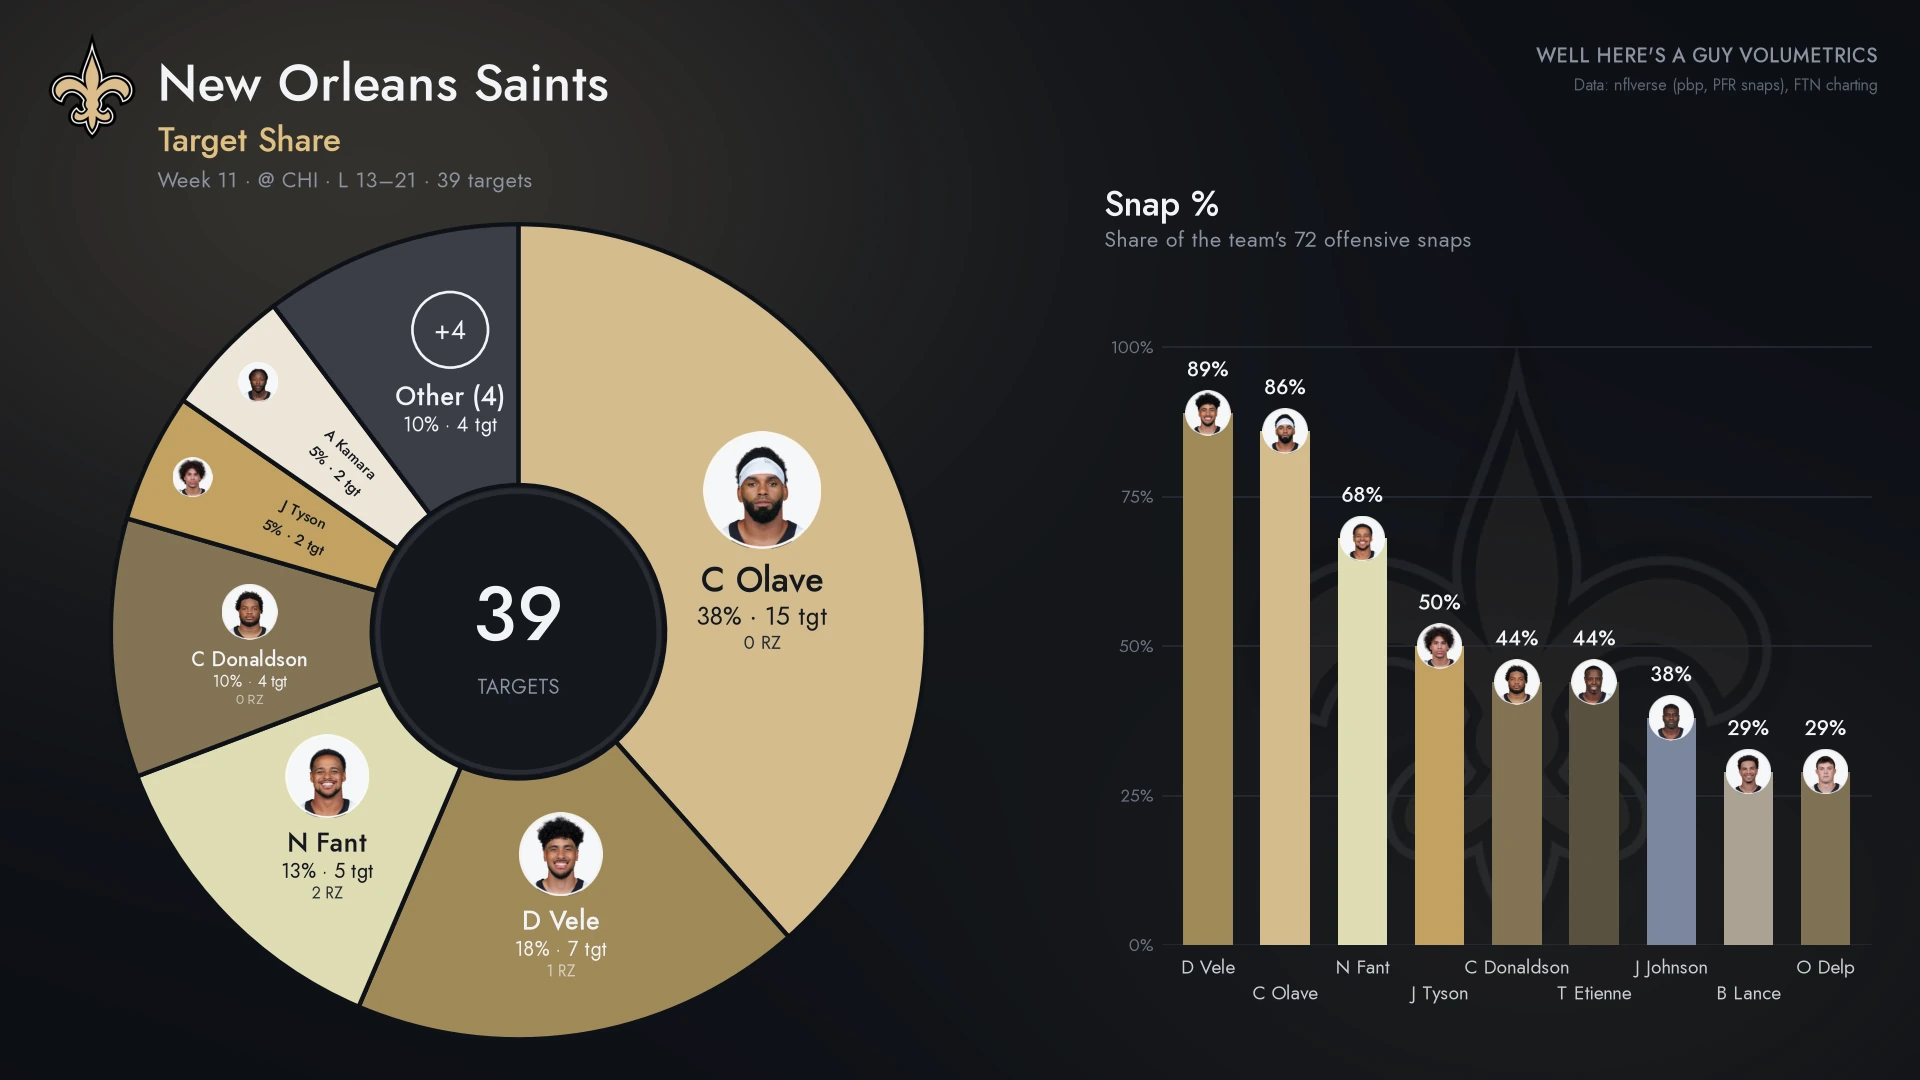 New Orleans Saints
Target Share
Week 11 · @ CHI · L 13–21 · 39 targets
WELL HERE'S A GUY VOLUMETRICS
Data: nflverse (pbp, PFR snaps), FTN charting
+4
Other (4)
10% · 4 tgt
A Kamara
5% · 2 tgt
J Tyson
5% · 2 tgt
C Donaldson
10% · 4 tgt
0 RZ
N Fant
13% · 5 tgt
2 RZ
D Vele
18% · 7 tgt
1 RZ
C Olave
38% · 15 tgt
0 RZ
39
TARGETS
Snap %
Share of the team's 72 offensive snaps
100%
75%
50%
25%
0%
89%
86%
68%
50%
44%
44%
38%
29%
29%
D Vele
C Olave
N Fant
J Tyson
C Donaldson
T Etienne
J Johnson
B Lance
O Delp